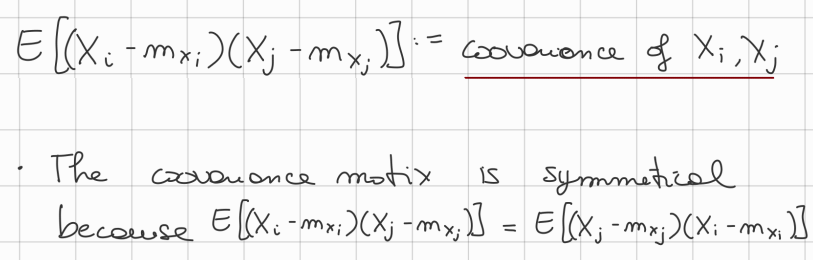 E[(X_i - m_{x_i})(X_j - m_{x_j})] := covariance of X_i, X_j
· The covariance matrix is symmetrical
because E[(X_i - m_{x_i})(X_j - m_{x_j})] = E[(X_j - m_{x_j})(X_i - m_{x_i})]